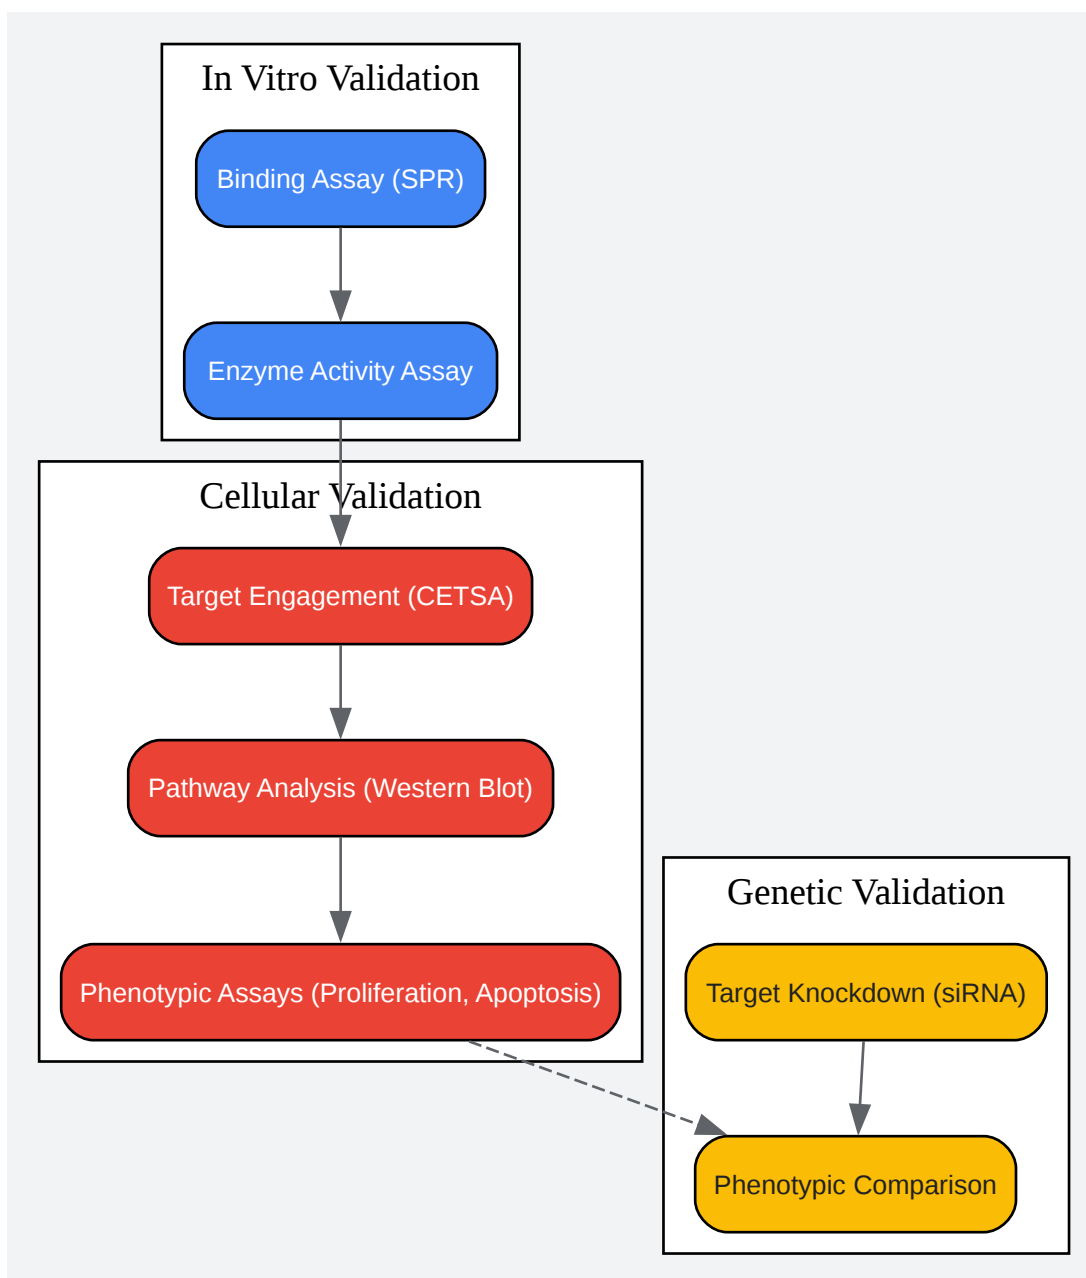 In Vitro Validation
Binding Assay (SPR)
Enzyme Activity Assay
Cellular Validation
Target Engagement (CETSA)
Pathway Analysis (Western Blot)
Phenotypic Assays (Proliferation, Apoptosis)
Genetic Validation
Target Knockdown (siRNA)
Phenotypic Comparison